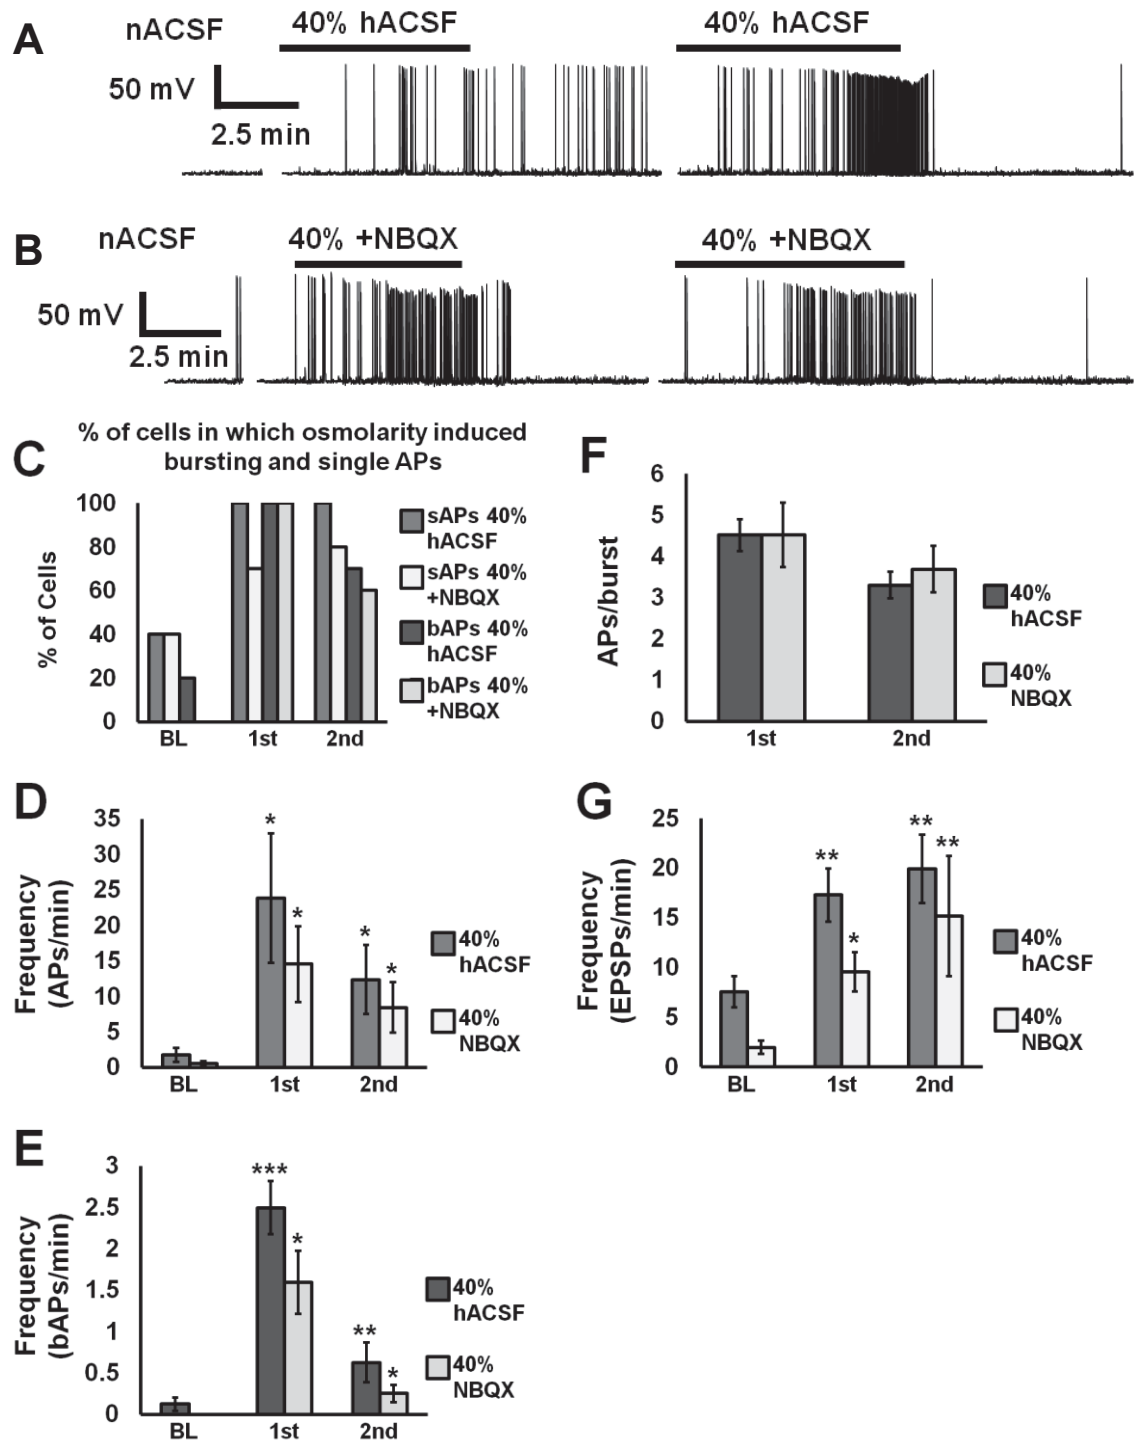 A
nACSF
40% hACSF
40% hACSF
50 mV
2.5 min
B
nACSF
40% +NBQX
40% +NBQX
50 mV
2.5 min
C
% of cells in which osmolarity induced
bursting and single APs
% of Cells
100
80
60
40
20
0
BL
1st
2nd
sAPs 40%
hACSF
sAPs 40%
+NBQX
bAPs 40%
hACSF
bAPs 40%
+NBQX
F
APs/burst
6
5
4
3
2
1
0
1st
2nd
40%
hACSF
40%
NBQX
D
Frequency
(APs/min)
35
30
25
20
15
10
5
0
*
*
*
*
BL
1st
2nd
40%
hACSF
40%
NBQX
G
Frequency
(EPSPs/min)
25
20
15
10
5
0
**
*
**
**
BL
1st
2nd
40%
hACSF
40%
NBQX
E
Frequency
(bAPs/min)
3
2.5
2
1.5
1
0.5
0
***
*
**
*
BL
1st
2nd
40%
hACSF
40%
NBQX